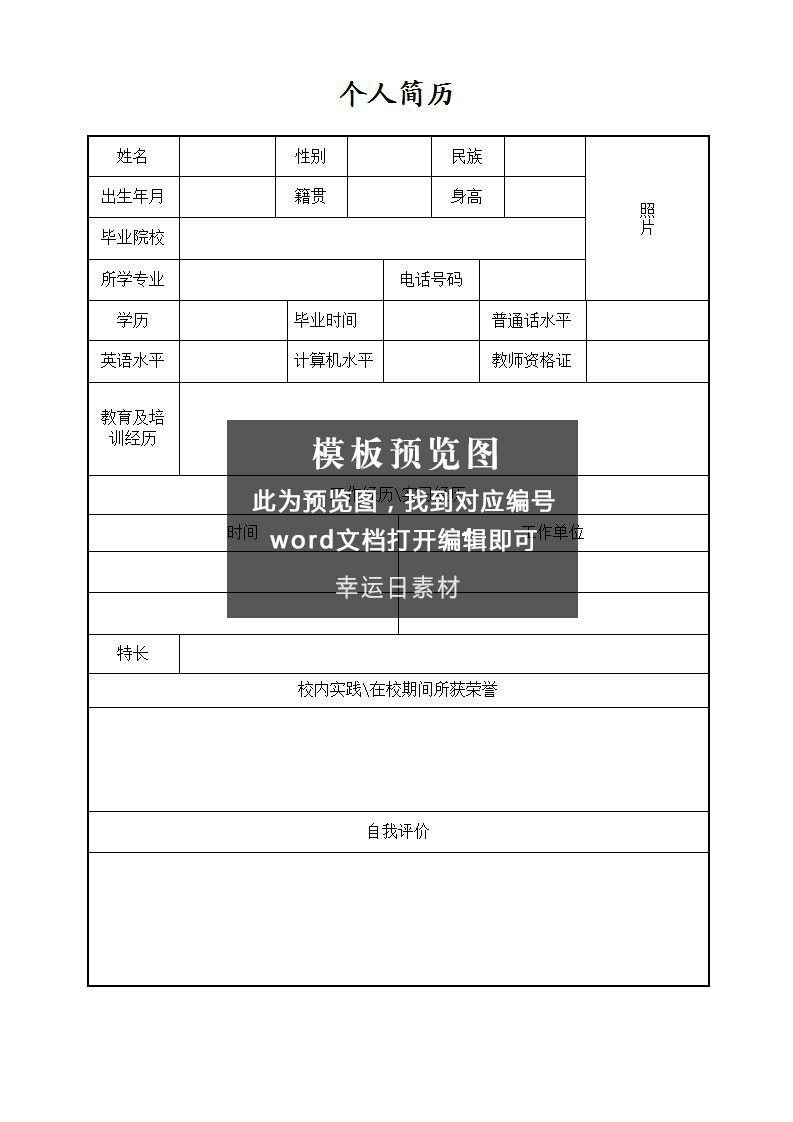 个人简历
姓名 性别 民族
照
片
出生年月 籍贯 身高
毕业院校
所学专业 电话号码
学历 毕业时间 普通话水平
英语水平 计算机水平 教师资格证
教育及培
训经历
模板预览图
工作经历\实习经历
此为预览图，找到对应编号
时间 工作单位
word文档打开编辑即可
幸运日素材
特长
校内实践\在校期间所获荣誉
自我评价